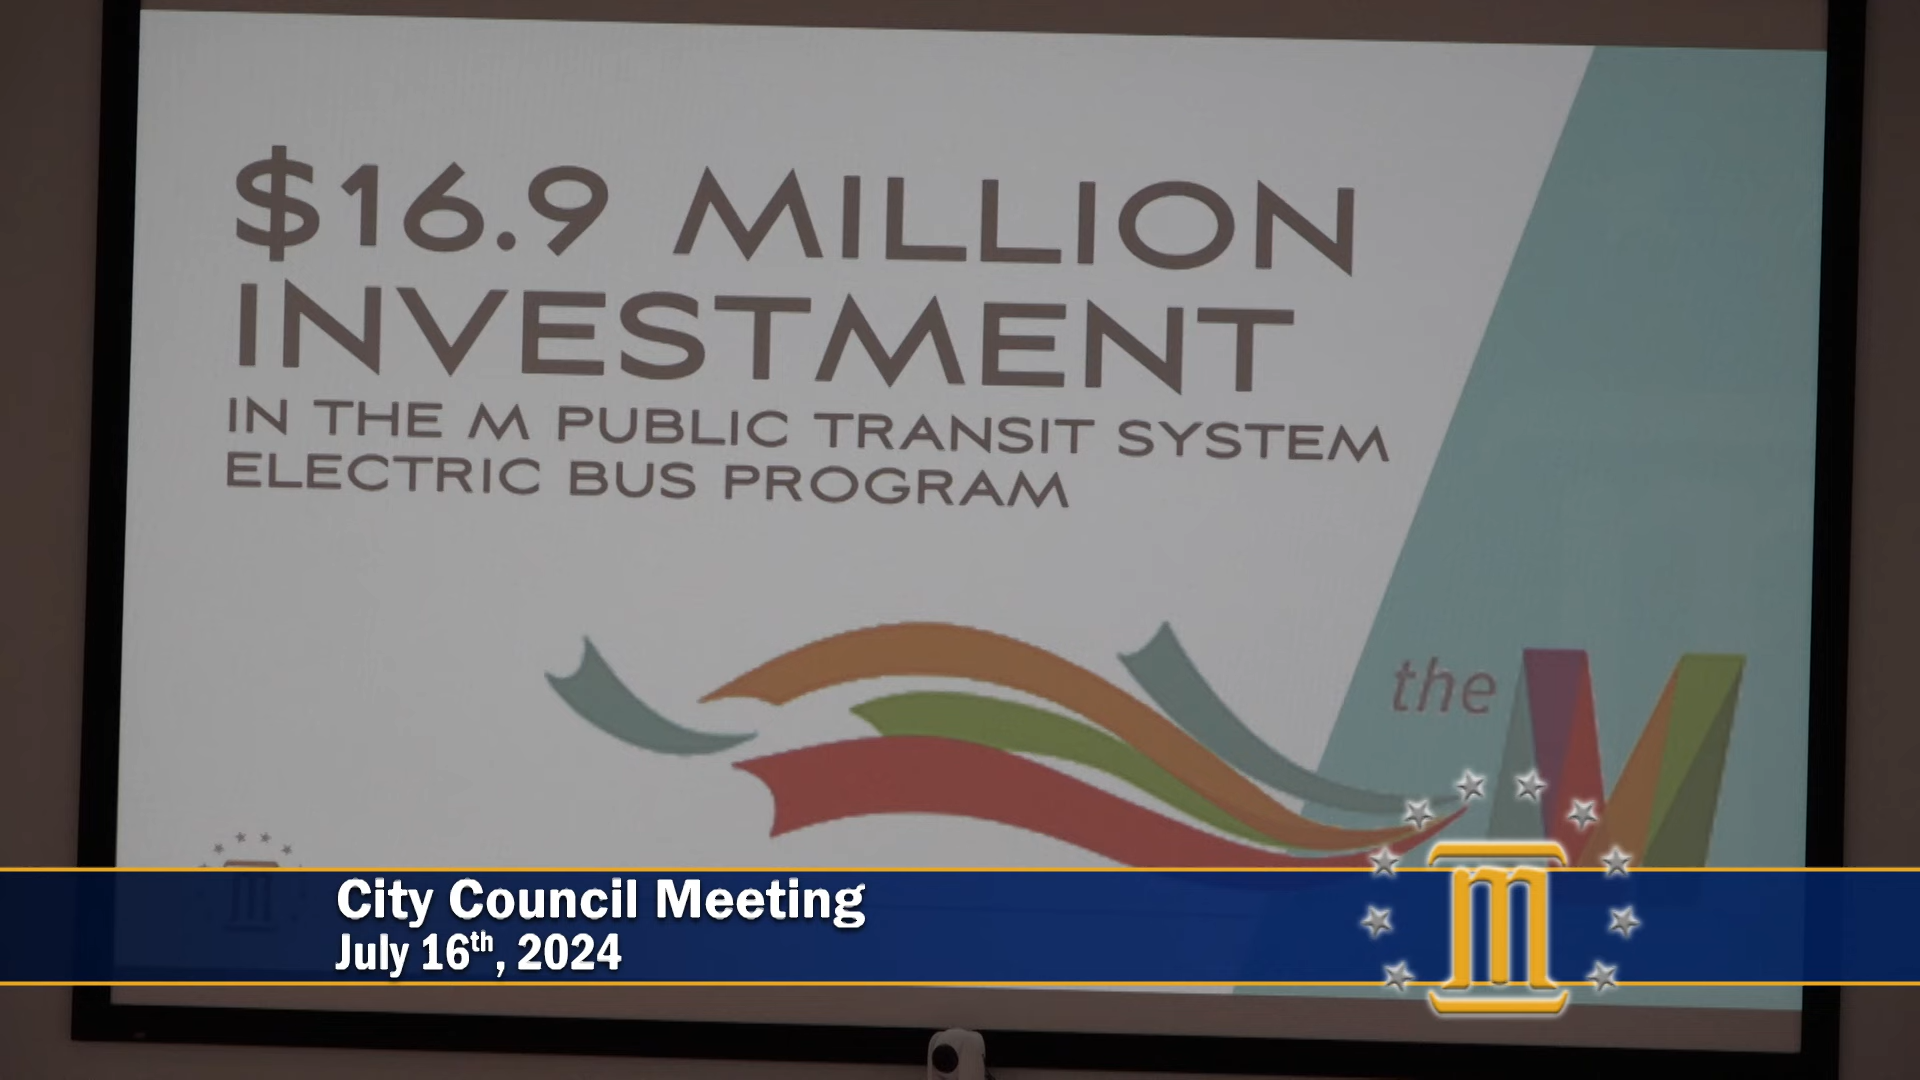 $16.9 MILLION
INVESTMENT
IN THE M PUBLIC TRANSIT SYSTEM
ELECTRIC BUS PROGRAM
the M
City Council Meeting
July 16th, 2024
m